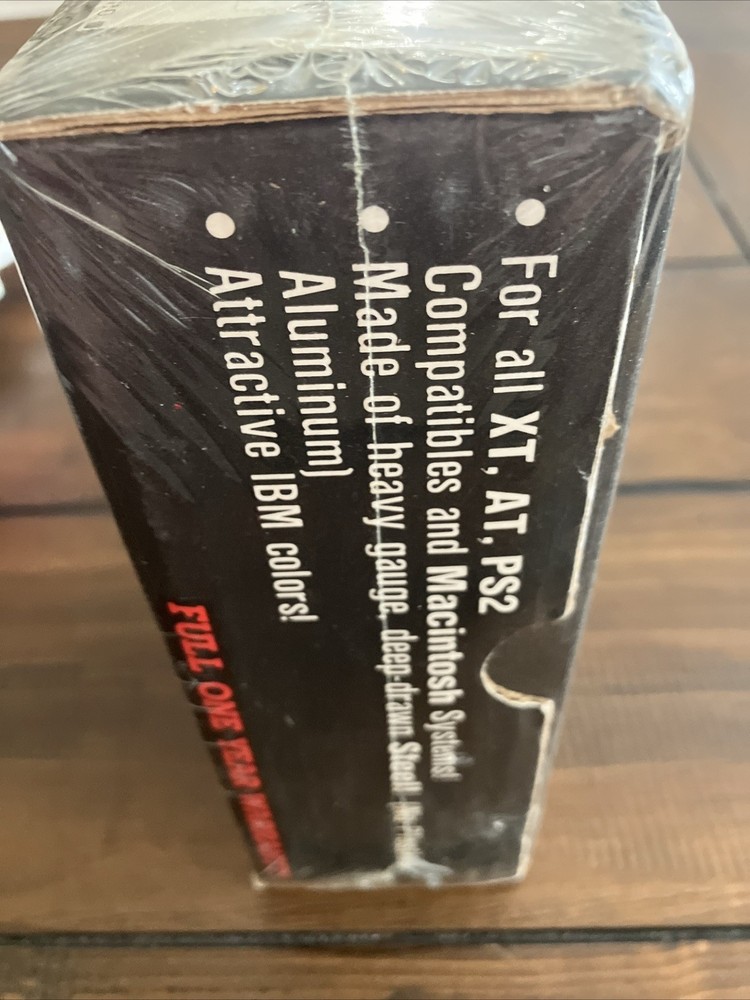 • For all XT, AT, PS2
Compatibles and Macintosh Systems!
• Made of heavy gauge, deep-drawn Steel!
Aluminum)
• Attractive IBM colors!
FULL ONE YEAR WARRANTY